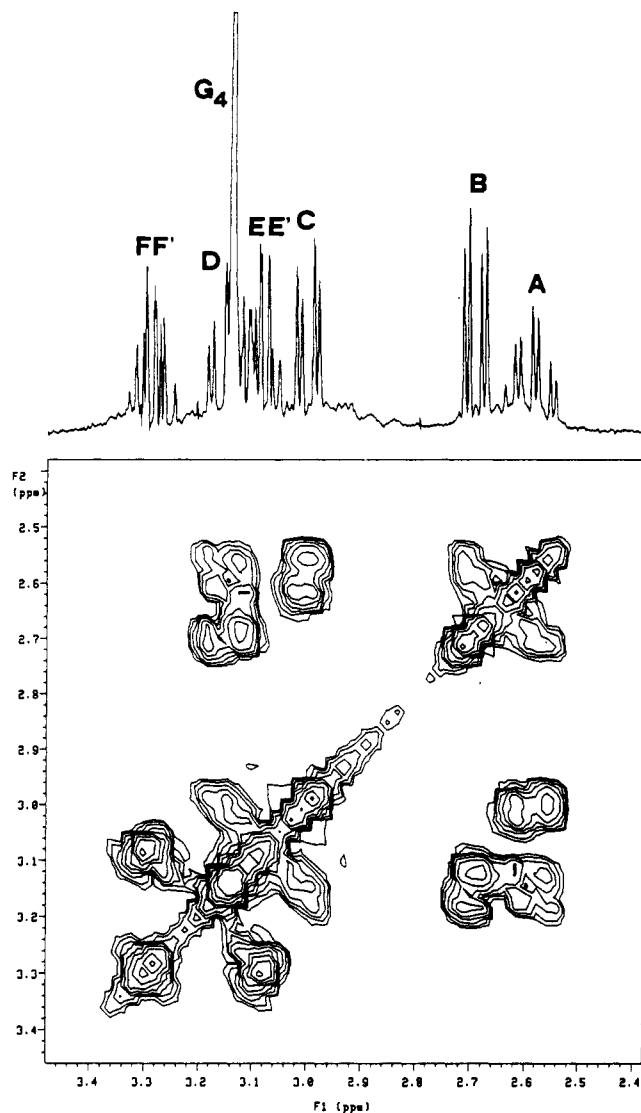 G4
B
FF'
D
EE'
C
A
F2
(ppm)
2.5
2.6
2.7
2.8
2.9
3.0
3.1
3.2
3.3
3.4
3.4 3.3 3.2 3.1 3.0 2.9 2.8 2.7 2.6 2.5 2.4
F1 (ppm)